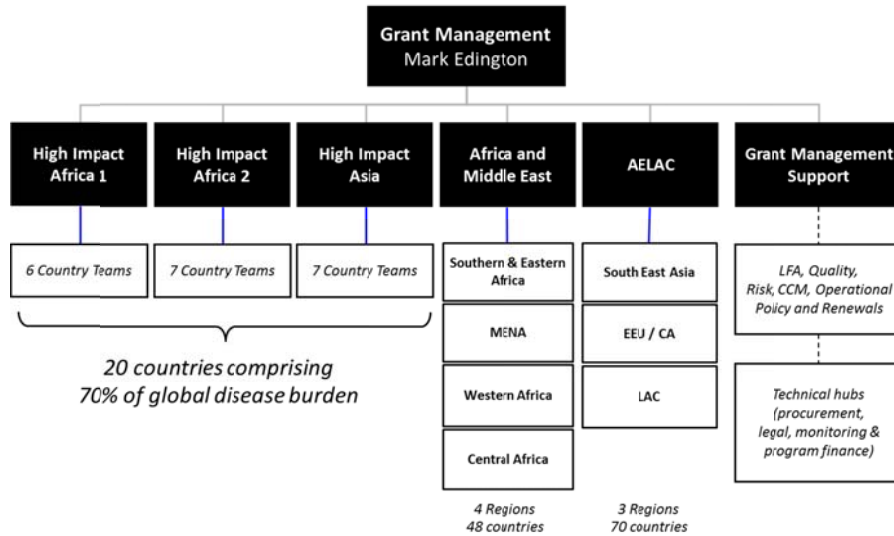 Grant Management
Mark Edington
High Impact
Africa 1
High Impact
Africa 2
High Impact
Asia
Africa and
Middle East
AELAC
Grant Management
Support
6 Country Teams
7 Country Teams
7 Country Teams
Southern & Eastern
Africa
South East Asia
LFA, Quality,
Risk, CCM, Operational
Policy and Renewals
MENA
EEU / CA
20 countries comprising
70% of global disease burden
Western Africa
LAC
Technical hubs
(procurement,
legal, monitoring &
program finance)
Central Africa
4 Regions
48 countries
3 Regions
70 countries